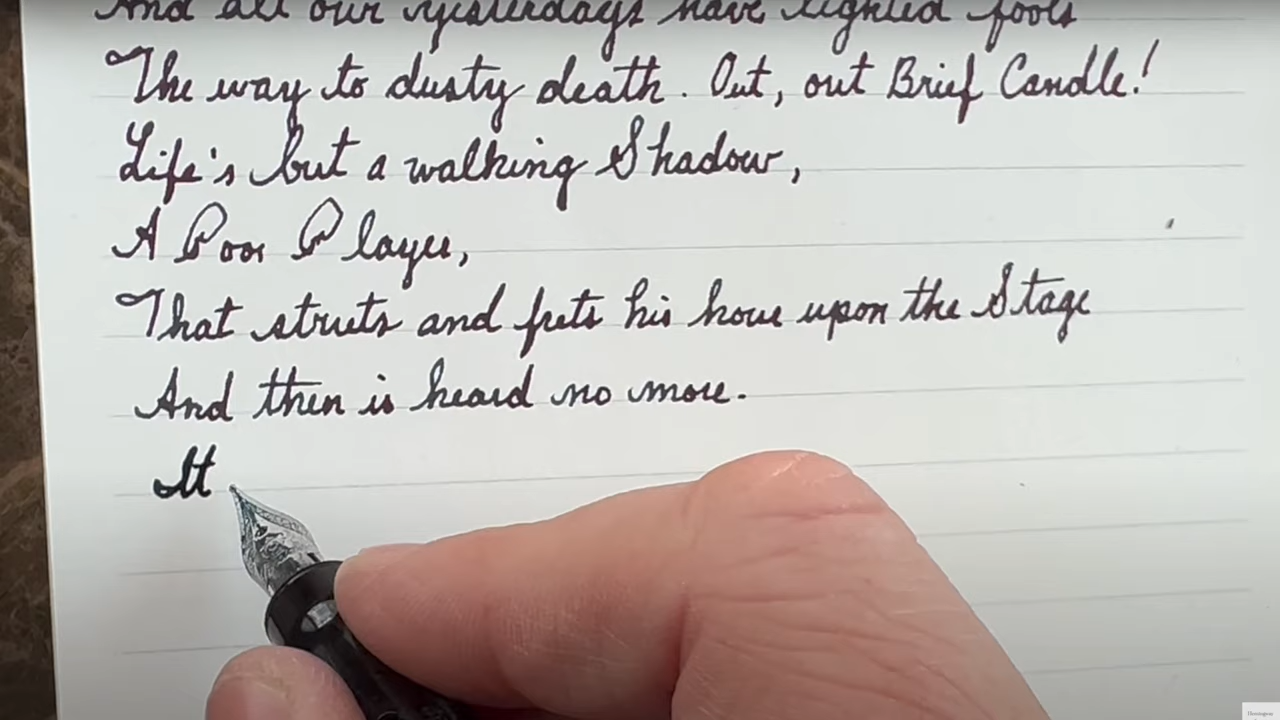 And all our yesterdays have lighted fools
The way to dusty death. Out, out Brief Candle!
Life's but a walking Shadow,
A Poor Player,
That struts and frets his hour upon the Stage
And then is heard no more.
It